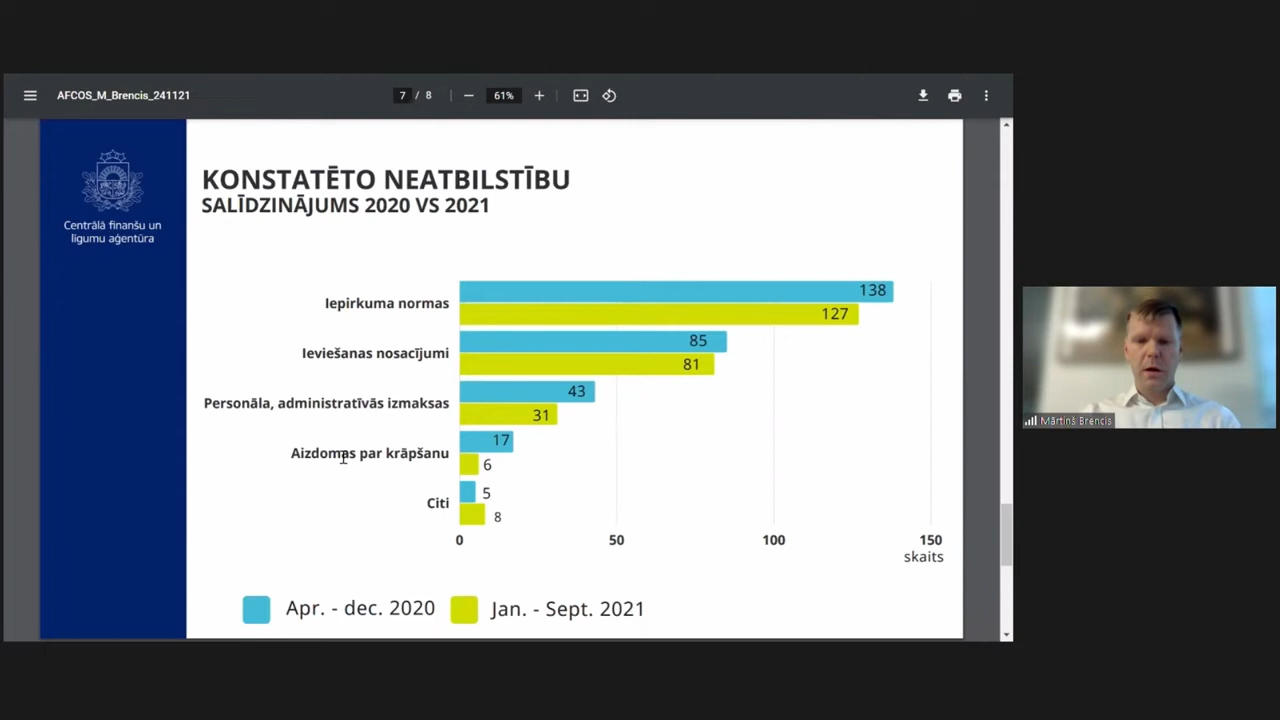 AFCOS_M_Brencis_241121
7 / 8
61%
Centrālā finanšu un
līgumu aģentūra
KONSTATĒTO NEATBILSTĪBU
SALĪDZINĀJUMS 2020 VS 2021
Iepirkuma normas
138
127
Ieviešanas nosacījumi
85
81
Personāla, administratīvās izmaksas
43
31
Aizdomas par krāpšanu
17
6
Citi
5
8
0 50 100 150
skaits
Apr. - dec. 2020 Jan. - Sept. 2021
Mārtiņš Brencis